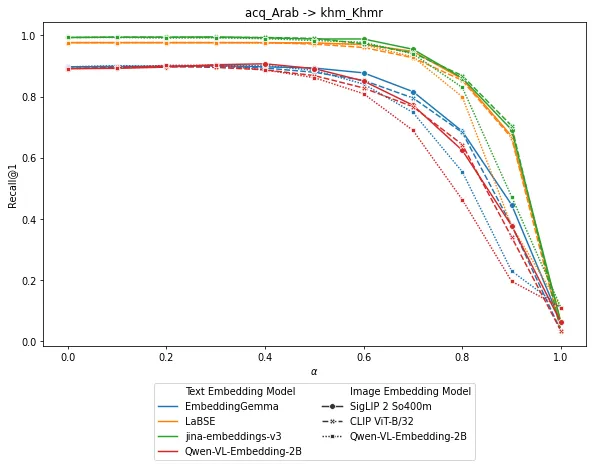 acq_Arab -> khm_Khmr
1.0
0.8
0.6
0.4
0.2
0.0
Recall@1
0.0 0.2 0.4 0.6 0.8 1.0
α
Text Embedding Model
EmbeddingGemma
LaBSE
jina-embeddings-v3
Qwen-VL-Embedding-2B
Image Embedding Model
SigLIP 2 So400m
CLIP ViT-B/32
Qwen-VL-Embedding-2B